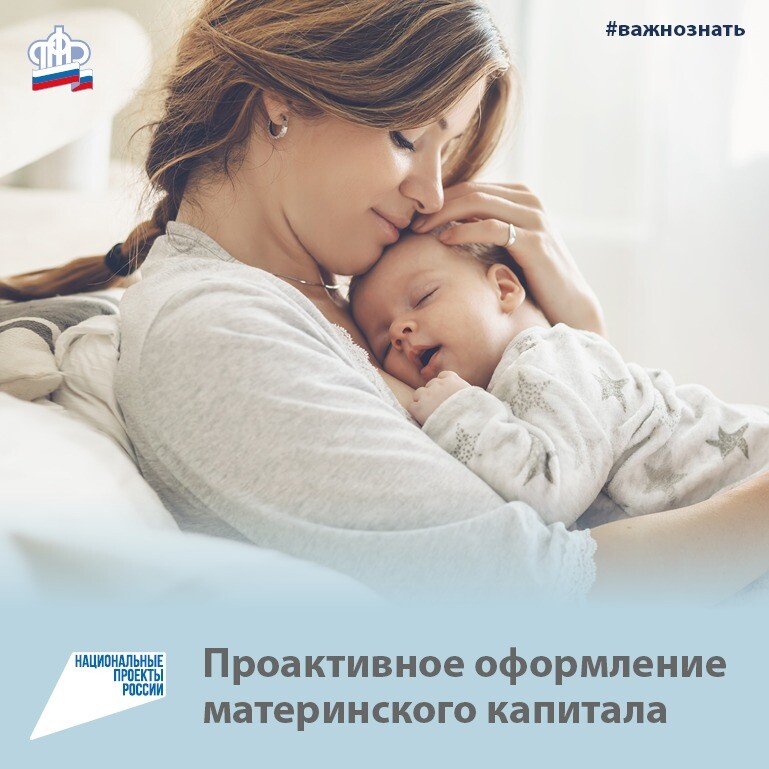 #важнознать
НАЦИОНАЛЬНЫЕ
ПРОЕКТЫ
РОССИИ
Проактивное оформление
материнского капитала